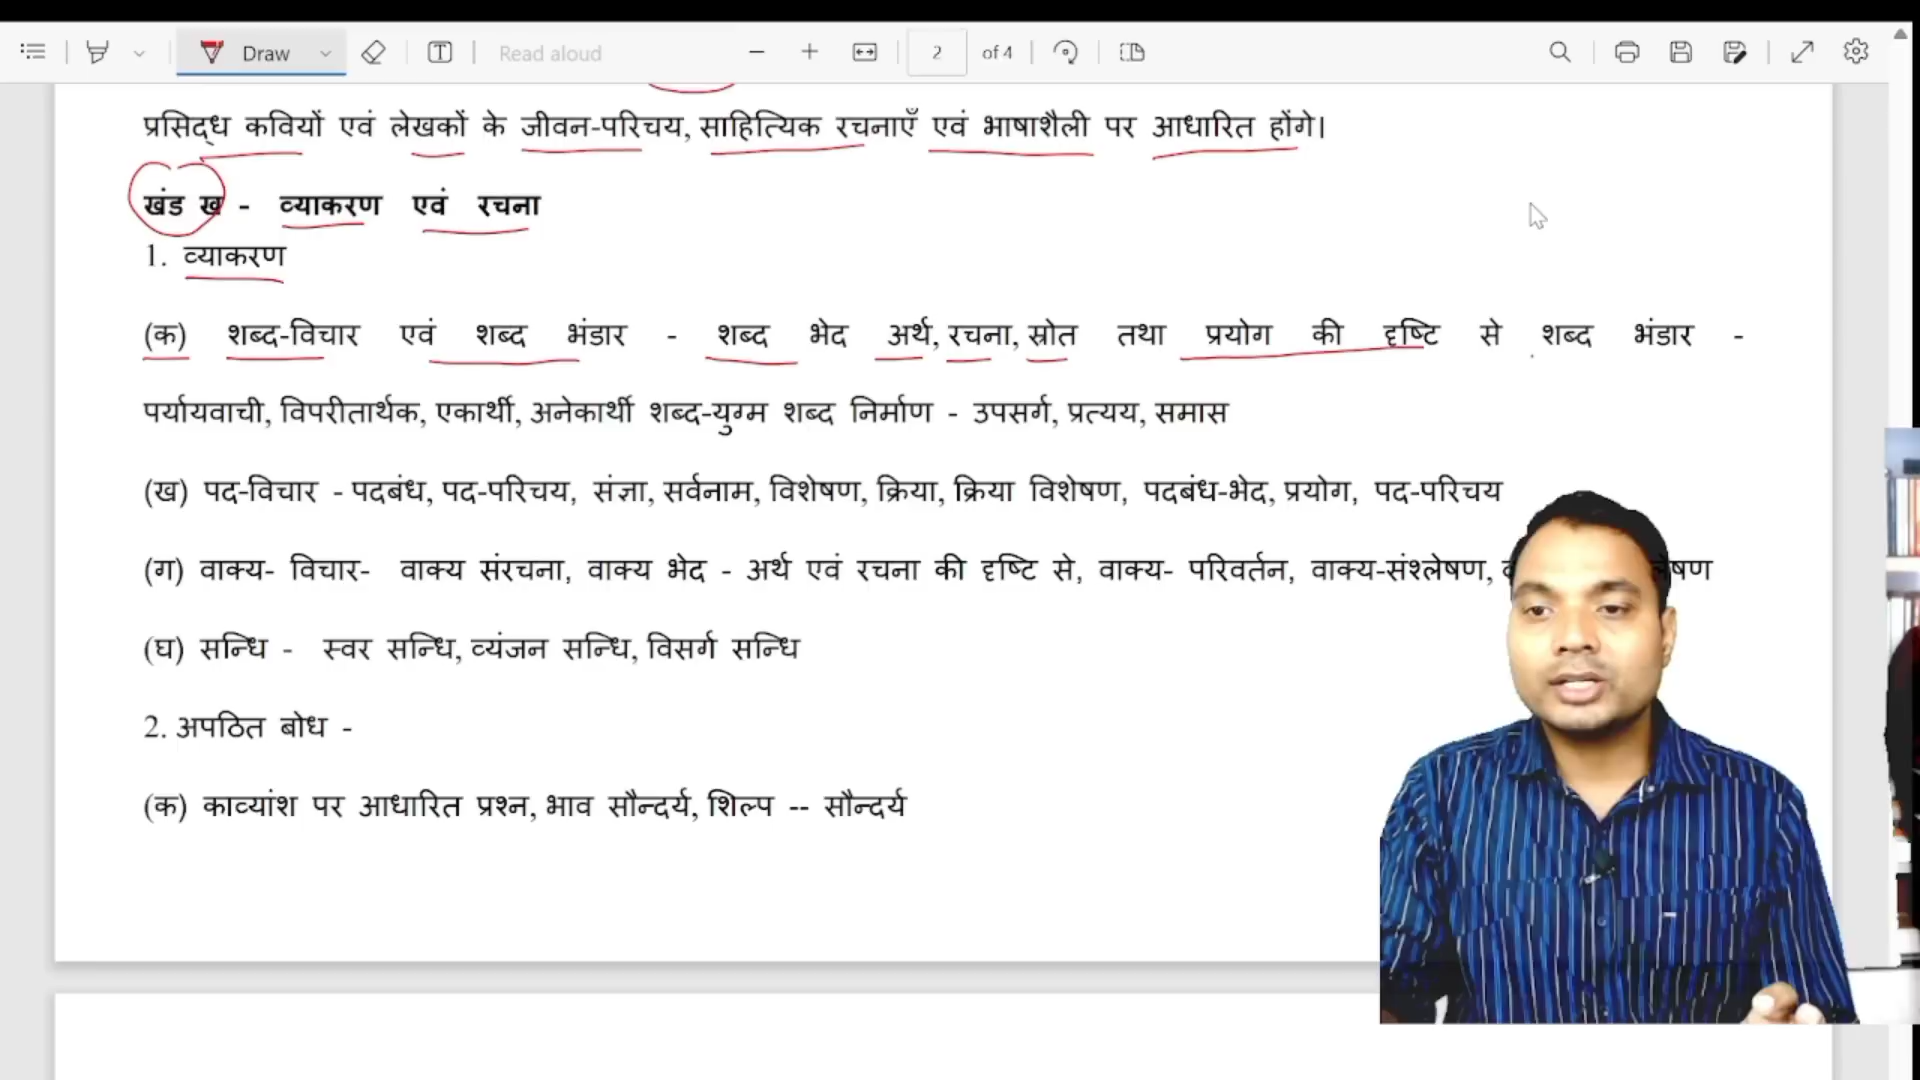 Draw Read aloud 2 of 4
प्रसिद्ध कवियों एवं लेखकों के जीवन-परिचय, साहित्यिक रचनाएँ एवं भाषाशैली पर आधारित होंगे।
खंड ख - व्याकरण एवं रचना
1. व्याकरण
(क) शब्द-विचार एवं शब्द भंडार - शब्द भेद अर्थ, रचना, स्रोत तथा प्रयोग की दृष्टि से शब्द भंडार -
पर्यायवाची, विपरीतार्थक, एकार्थी, अनेकार्थी शब्द-युग्म शब्द निर्माण - उपसर्ग, प्रत्यय, समास
(ख) पद-विचार - पदबंध, पद-परिचय, संज्ञा, सर्वनाम, विशेषण, क्रिया, क्रिया विशेषण, पदबंध-भेद, प्रयोग, पद-परिचय
(ग) वाक्य- विचार- वाक्य संरचना, वाक्य भेद - अर्थ एवं रचना की दृष्टि से, वाक्य- परिवर्तन, वाक्य-संश्लेषण,
(घ) सन्धि - स्वर सन्धि, व्यंजन सन्धि, विसर्ग सन्धि
2. अपठित बोध -
(क) काव्यांश पर आधारित प्रश्न, भाव सौन्दर्य, शिल्प -- सौन्दर्य